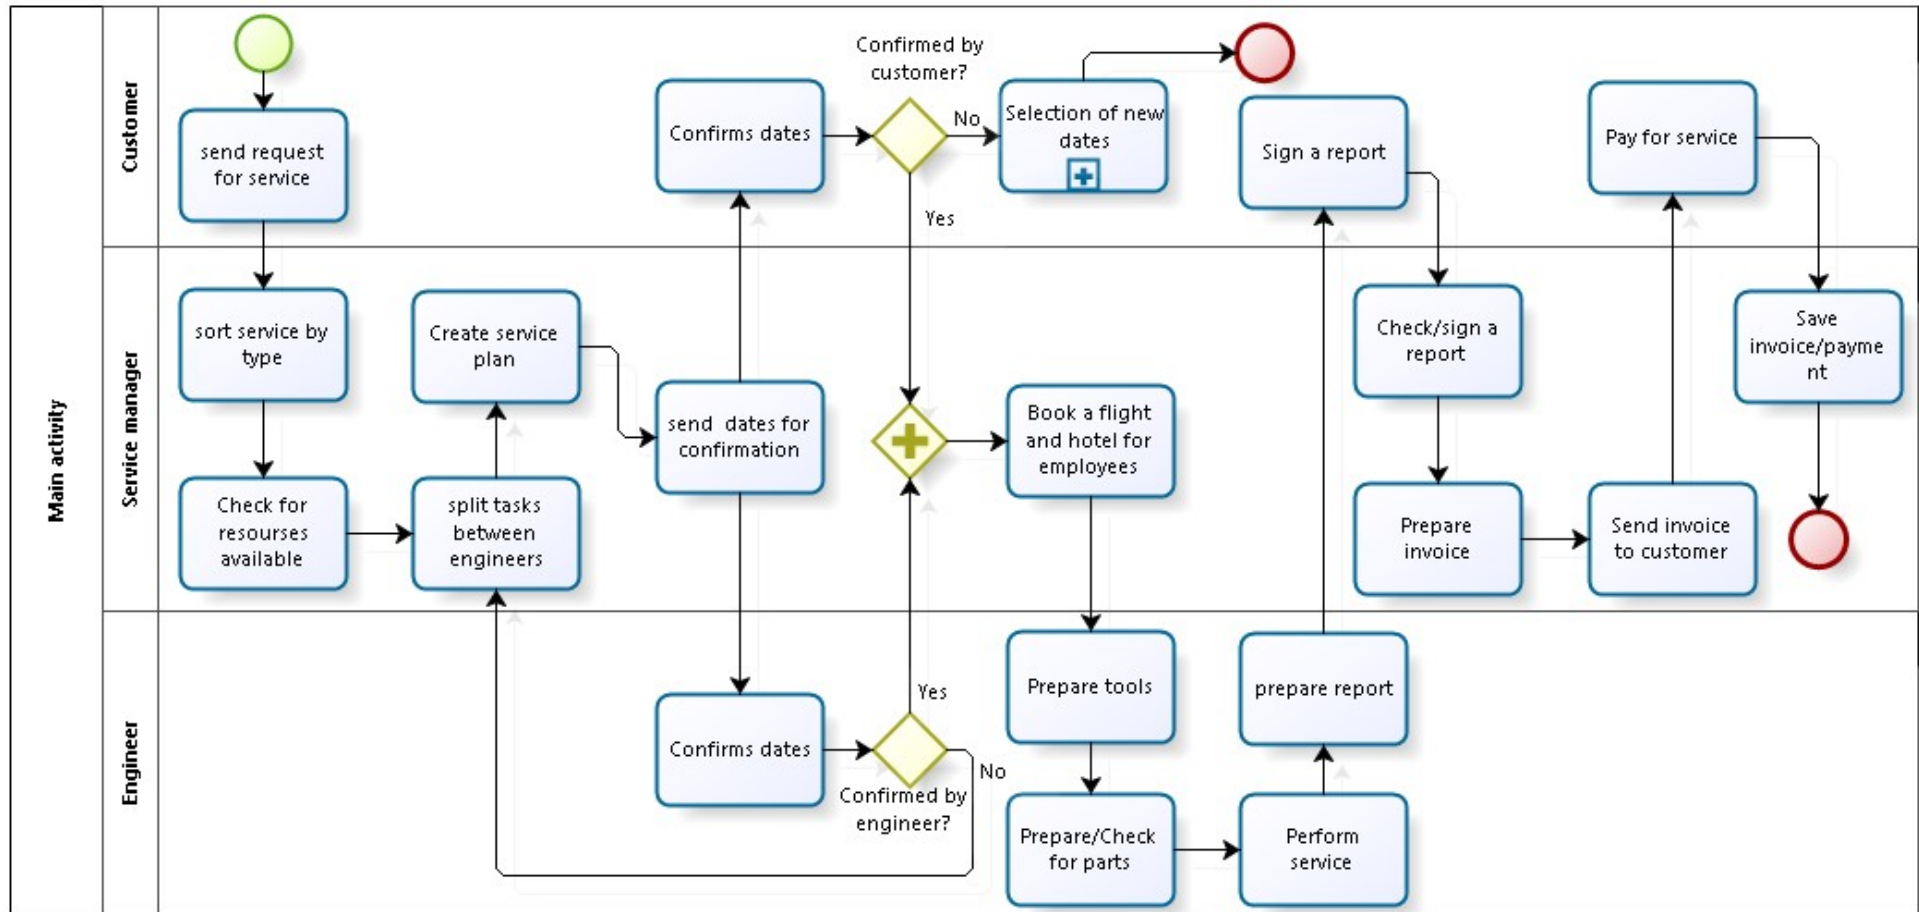 Main activity
Customer
send request
for service
Confirms dates
Confirmed by
customer?
No
Yes
Selection of new
dates
Sign a report
Pay for service
Service manager
sort service by
type
Check for
resourses
available
Create service
plan
split tasks
between
engineers
send dates for
confirmation
Book a flight
and hotel for
employees
Check/sign a
report
Prepare
invoice
Send invoice
to customer
Save
invoice/payme
nt
Engineer
Confirms dates
Yes
No
Confirmed by
engineer?
Prepare tools
Prepare/Check
for parts
Perform
service
prepare report